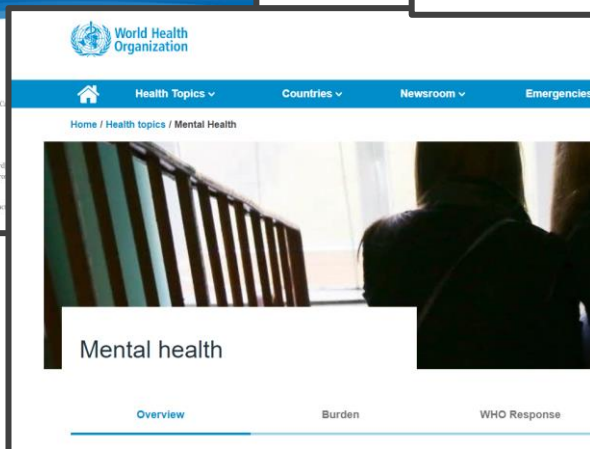 World Health
Organization
Health Topics Countries Newsroom Emergencies
Home / Health topics / Mental Health
Mental health
Overview Burden WHO Response